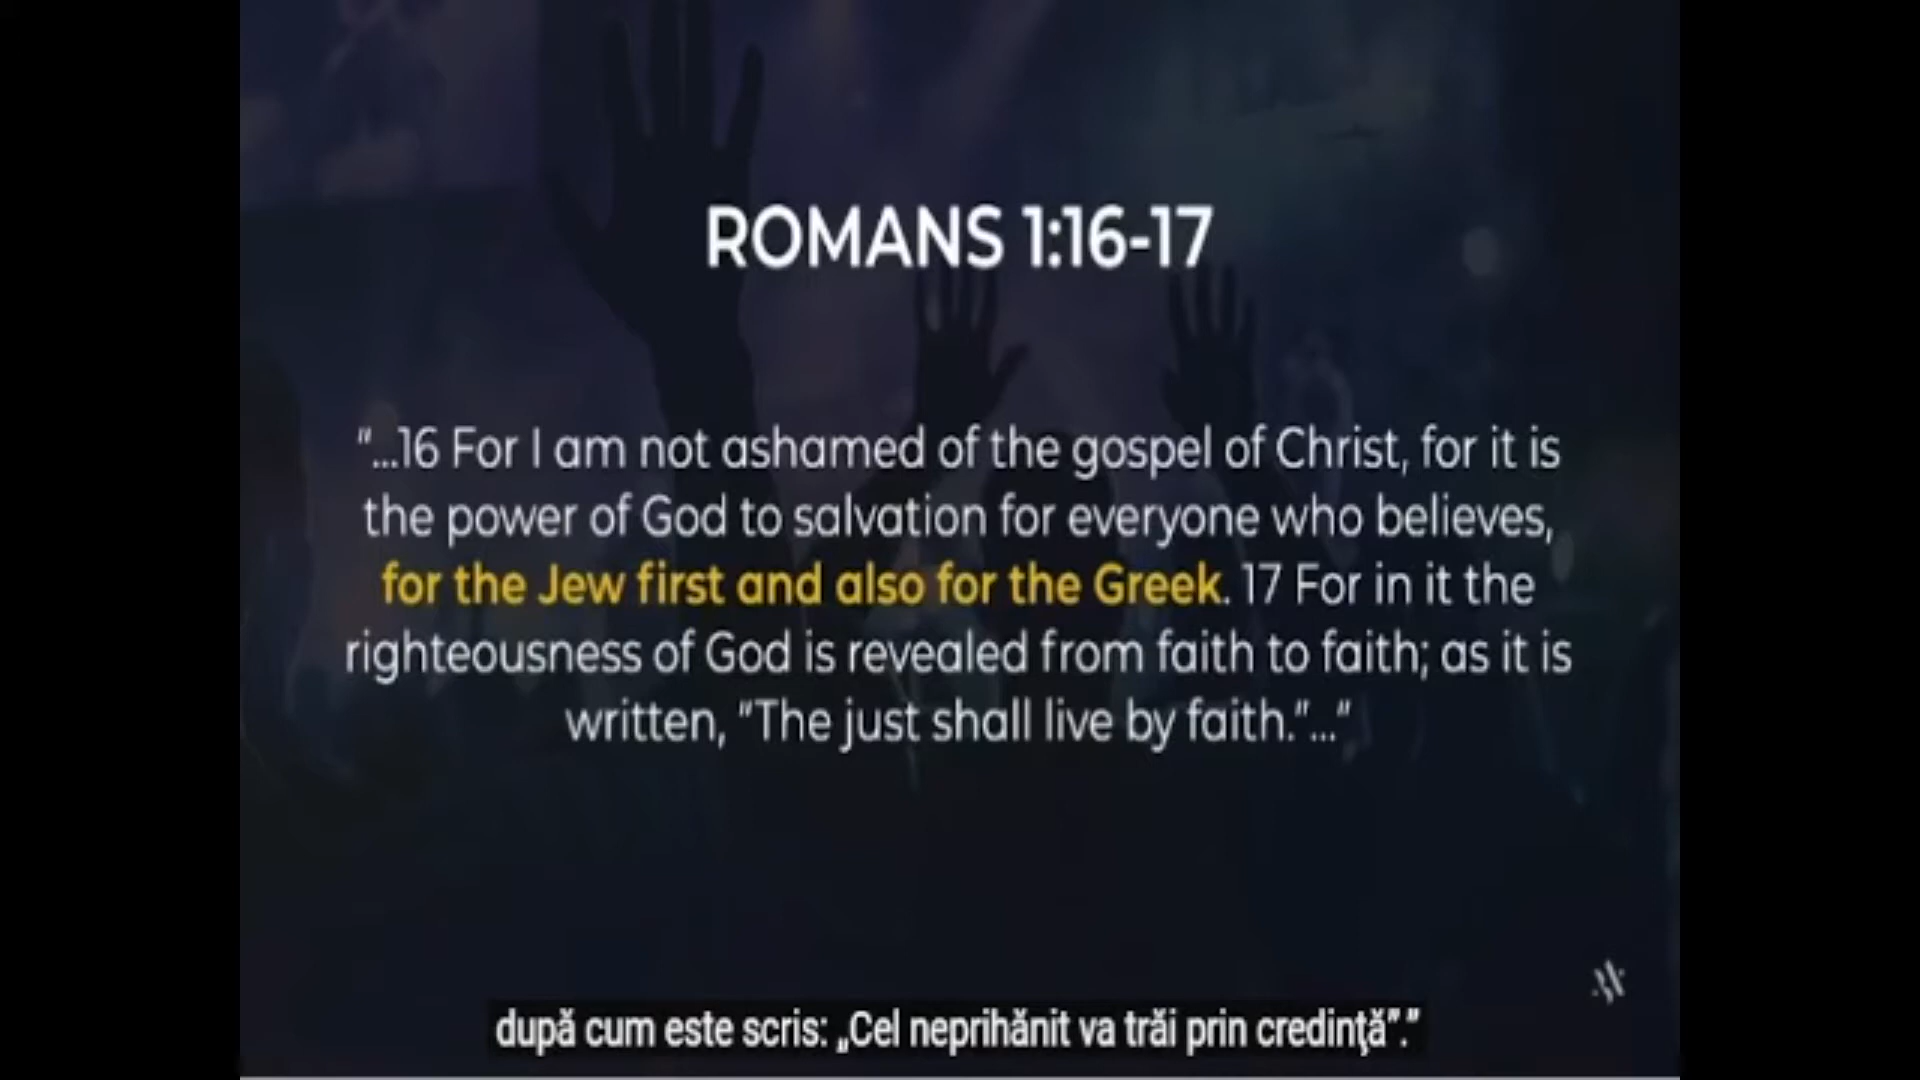 ROMANS 1:16-17
"...16 For I am not ashamed of the gospel of Christ, for it is
the power of God to salvation for everyone who believes,
for the Jew first and also for the Greek. 17 For in it the
righteousness of God is revealed from faith to faith; as it is
written, "The just shall live by faith."..."
după cum este scris: „Cel neprihănit va trăi prin credinţă”.”